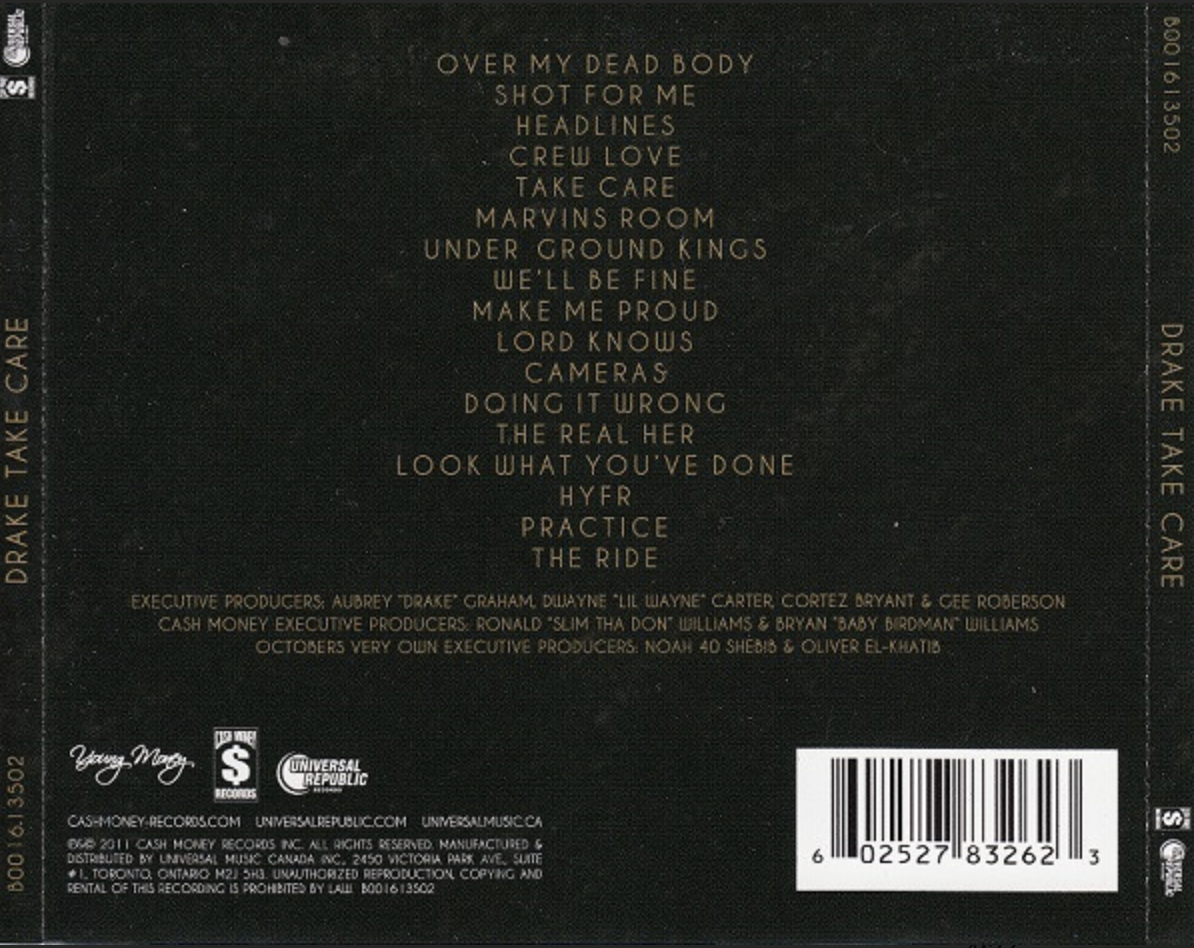 OVER MY DEAD BODY
SHOT FOR ME
HEADLINES
CREW LOVE
TAKE CARE
MARVINS ROOM
UNDER GROUND KINGS
WE'LL BE FINE
MAKE ME PROUD
LORD KNOWS
CAMERAS
DOING IT WRONG
THE REAL HER
LOOK WHAT YOU'VE DONE
HYFR
PRACTICE
THE RIDE
EXECUTIVE PRODUCERS: AUBREY "DRAKE" GRAHAM, DWAYNE "LIL WAYNE" CARTER, CORTEZ BRYANT & GEE ROBERSON
CASH MONEY EXECUTIVE PRODUCERS: RONALD "SLIM THA DON" WILLIAMS & BRYAN "BABY BIRDMAN" WILLIAMS
OCTOBERS VERY OWN EXECUTIVE PRODUCERS: NOAH 40 SHEBIB & OLIVER EL-KHATIB
Young Money
CASH MONEY
$
RECORDS
UNIVERSAL
REPUBLIC
RECORDS
CASHMONEY-RECORDS.COM UNIVERSALREPUBLIC.COM UNIVERSALMUSIC.CA
℗&© 2011 CASH MONEY RECORDS INC. ALL RIGHTS RESERVED. MANUFACTURED &
DISTRIBUTED BY UNIVERSAL MUSIC CANADA INC., 2450 VICTORIA PARK AVE., SUITE
#1, TORONTO, ONTARIO M2J 5H3. UNAUTHORIZED REPRODUCTION, COPYING AND
RENTAL OF THIS RECORDING IS PROHIBITED BY LAW. B001613502
6 02527 83262 3
DRAKE TAKE CARE
B001613502
B001613502
DRAKE TAKE CARE